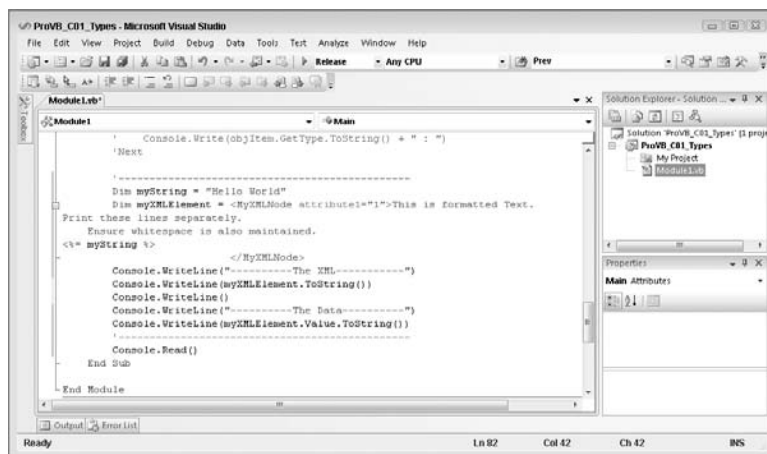 ProVB_C01_Types - Microsoft Visual Studio
File Edit View Project Build Debug Data Tools Test Analyze Window Help
Release Any CPU Prev
Toolbox
Module1.vb*
Module1 Main
' Console.Write(objItem.GetType.ToString() + " : ")
'Next
'---------------------------------------------
Dim myString = "Hello World"
Dim myXMLElement = <MyXMLNode attribute1="1">This is formatted Text.
Print these lines separately.
Ensure whitespace is also maintained.
<%= myString %>
</MyXMLNode>
Console.WriteLine("----------The XML-----------")
Console.WriteLine(myXMLElement.ToString())
Console.WriteLine()
Console.WriteLine("----------The Data----------")
Console.WriteLine(myXMLElement.Value.ToString())
'---------------------------------------------
Console.Read()
End Sub
End Module
Solution Explorer - Solution ...
Solution 'ProVB_C01_Types' (1 proje
ProVB_C01_Types
My Project
Module1.vb
Properties
Main Attributes
Output Error List
Ready Ln 82 Col 42 Ch 42 INS